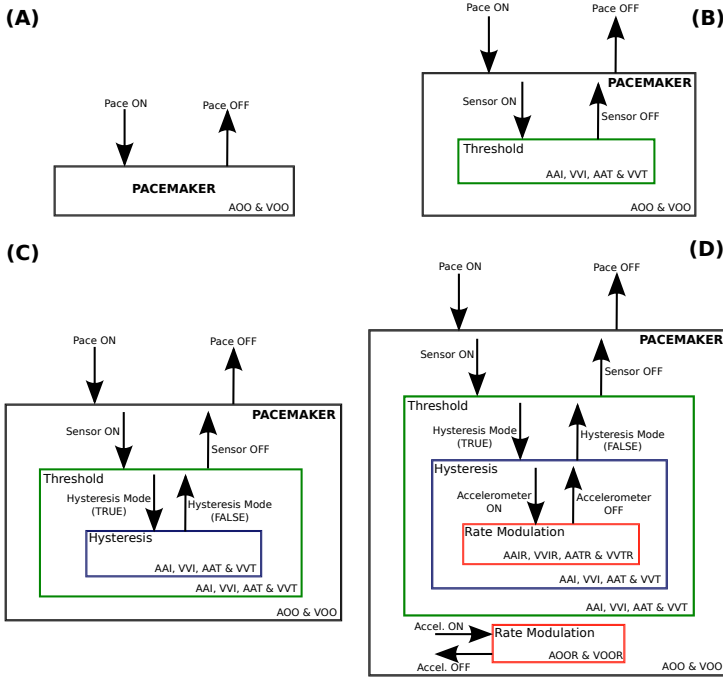 (A)
Pace ON
Pace OFF
PACEMAKER
AOO & VOO
(B)
Pace ON
Pace OFF
PACEMAKER
Sensor ON
Sensor OFF
Threshold
AAI, VVI, AAT & VVT
AOO & VOO
(C)
Pace ON
Pace OFF
PACEMAKER
Sensor ON
Sensor OFF
Threshold
Hysteresis Mode
(TRUE)
Hysteresis Mode
(FALSE)
Hysteresis
AAI, VVI, AAT & VVT
AAI, VVI, AAT & VVT
AOO & VOO
(D)
Pace ON
Pace OFF
PACEMAKER
Sensor ON
Sensor OFF
Threshold
Hysteresis Mode
(TRUE)
Hysteresis Mode
(FALSE)
Hysteresis
Accelerometer
ON
Accelerometer
OFF
Rate Modulation
AAIR, VVIR, AATR & VVTR
AAI, VVI, AAT & VVT
AAI, VVI, AAT & VVT
Accel. ON
Rate Modulation
AOOR & VOOR
Accel. OFF
AOO & VOO